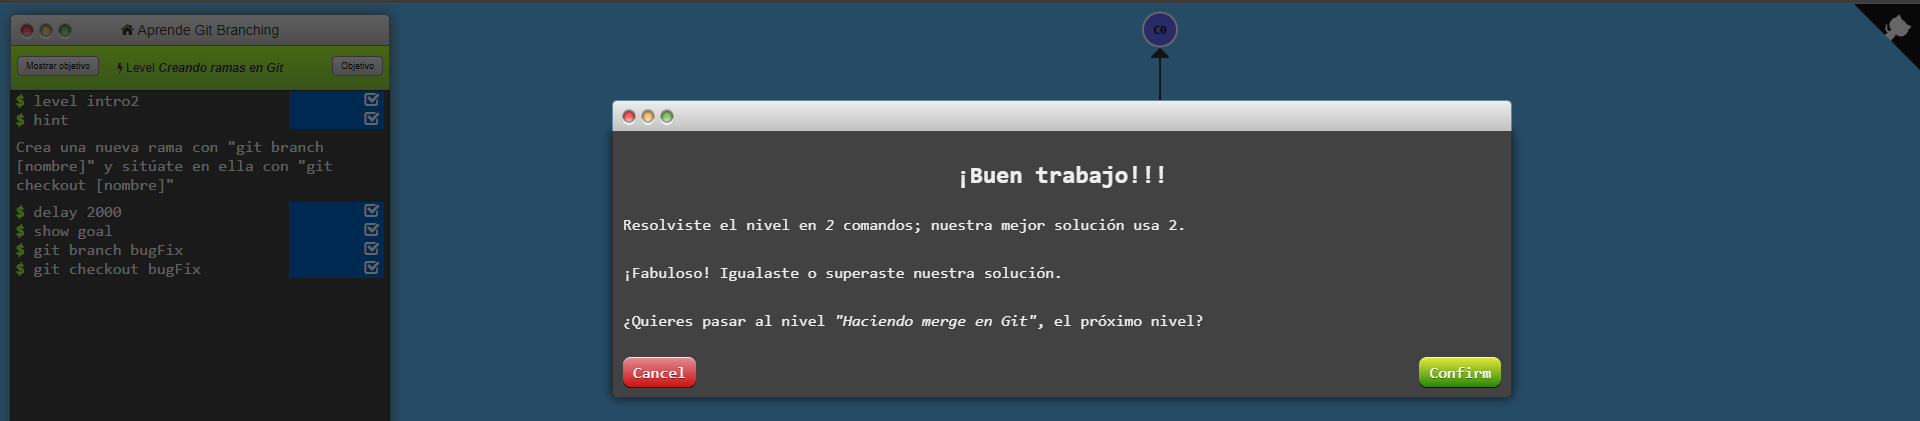 Aprende Git Branching
Mostrar objetivo
Level Creando ramas en Git
Objetivo
$ level intro2
$ hint
Crea una nueva rama con "git branch
[nombre]" y sitúate en ella con "git
checkout [nombre]"
$ delay 2000
$ show goal
$ git branch bugFix
$ git checkout bugFix
C0
¡Buen trabajo!!!
Resolviste el nivel en 2 comandos; nuestra mejor solución usa 2.
¡Fabuloso! Igualaste o superaste nuestra solución.
¿Quieres pasar al nivel "Haciendo merge en Git", el próximo nivel?
Cancel
Confirm